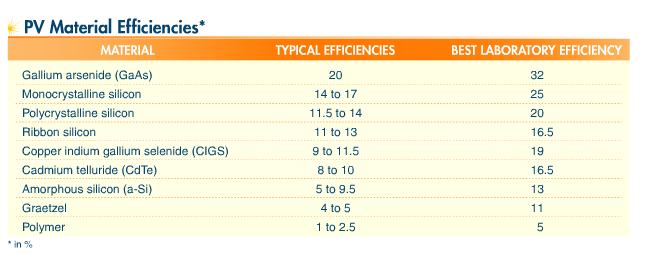 PV Material Efficiencies*
MATERIAL TYPICAL EFFICIENCIES BEST LABORATORY EFFICIENCY
Gallium arsenide (GaAs) 20 32
Monocrystalline silicon 14 to 17 25
Polycrystalline silicon 11.5 to 14 20
Ribbon silicon 11 to 13 16.5
Copper indium gallium selenide (CIGS) 9 to 11.5 19
Cadmium telluride (CdTe) 8 to 10 16.5
Amorphous silicon (a-Si) 5 to 9.5 13
Graetzel 4 to 5 11
Polymer 1 to 2.5 5
* in %